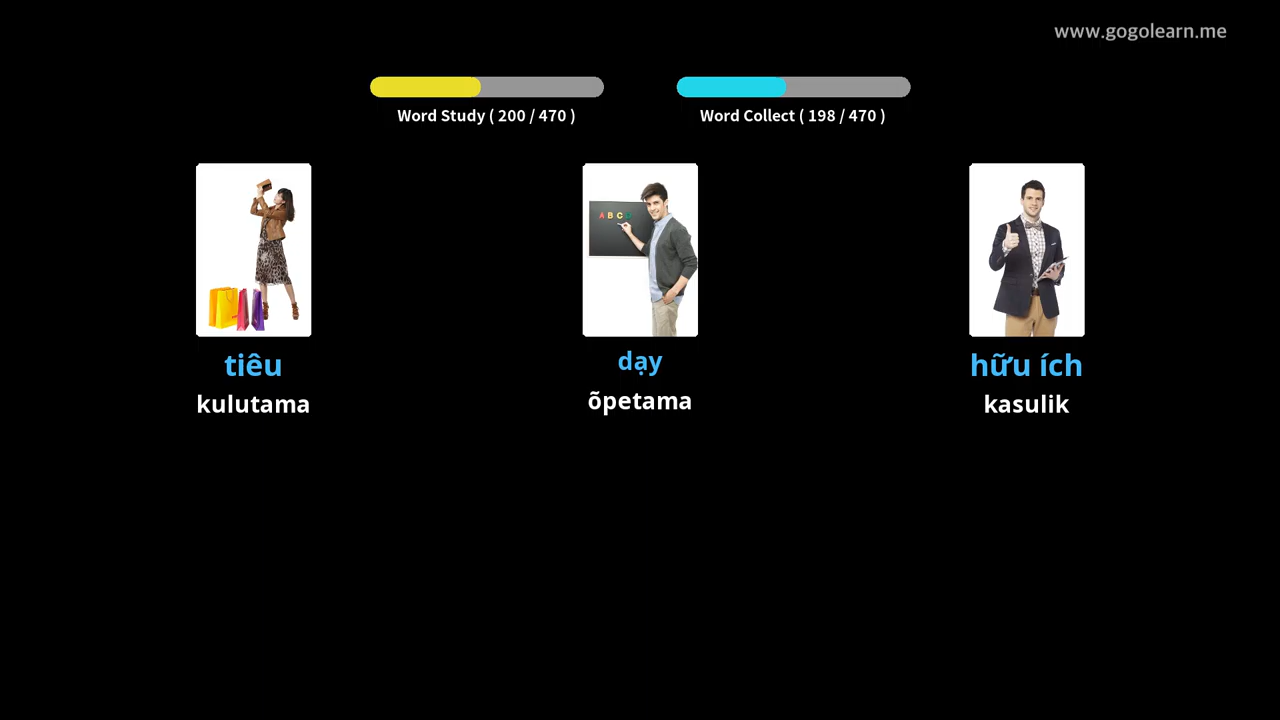 www.gogolearn.me
Word Study ( 200 / 470 )
Word Collect ( 198 / 470 )
A B C D
tiêu
dạy
hữu ích
kulutama
õpetama
kasulik